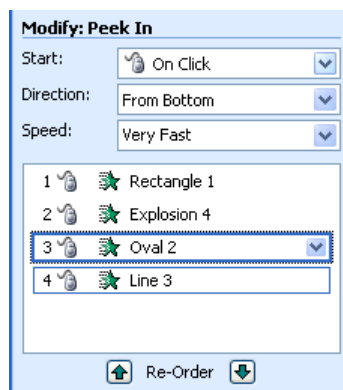 Modify: Peek In
Start: On Click
Direction: From Bottom
Speed: Very Fast
1 Rectangle 1
2 Explosion 4
3 Oval 2
4 Line 3
Re-Order